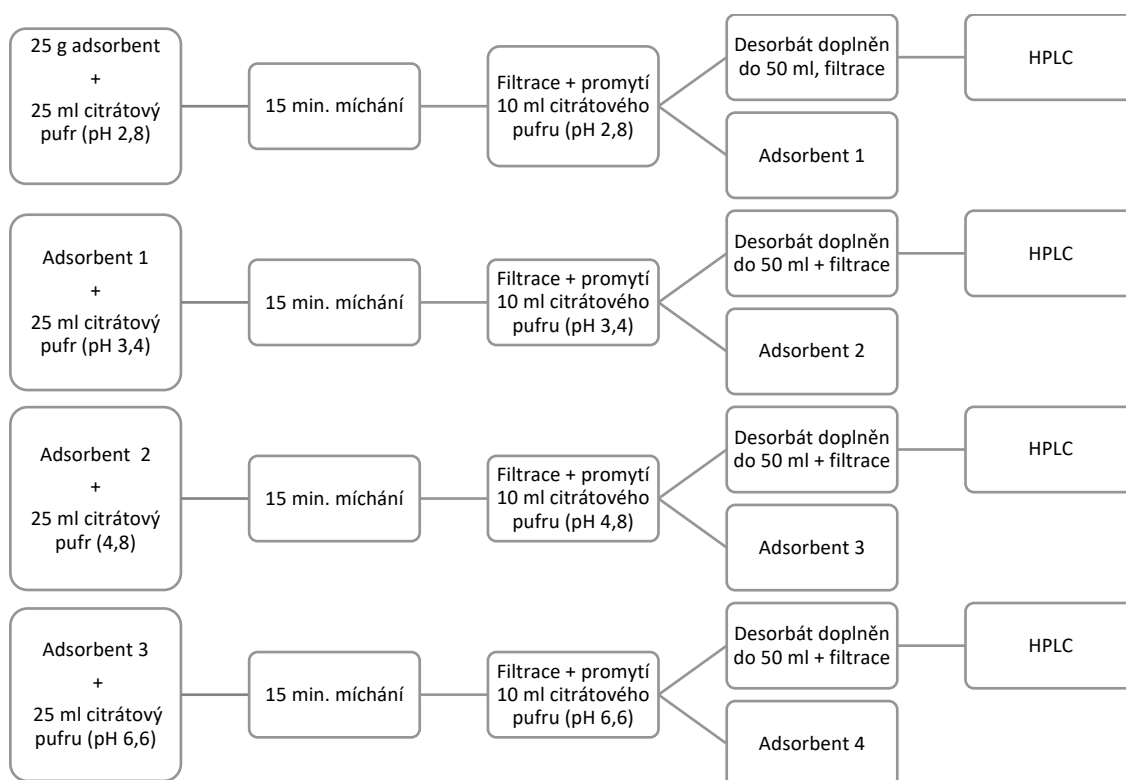 25 g adsorbent
+
25 ml citrátový
pufr (pH 2,8)
15 min. míchání
Filtrace + promytí
10 ml citrátového
pufru (pH 2,8)
Desorbát doplněn
do 50 ml, filtrace
HPLC
Adsorbent 1
Adsorbent 1
+
25 ml citrátový
pufr (pH 3,4)
15 min. míchání
Filtrace + promytí
10 ml citrátového
pufru (pH 3,4)
Desorbát doplněn
do 50 ml + filtrace
HPLC
Adsorbent 2
Adsorbent  2
+
25 ml citrátový
pufr (4,8)
15 min. míchání
Filtrace + promytí
10 ml citrátového
pufru (pH 4,8)
Desorbát doplněn
do 50 ml + filtrace
HPLC
Adsorbent 3
Adsorbent 3
+
25 ml citrátový
pufru (pH 6,6)
15 min. míchání
Filtrace + promytí
10 ml citrátového
pufru (pH 6,6)
Desorbát doplněn
do 50 ml + filtrace
HPLC
Adsorbent 4